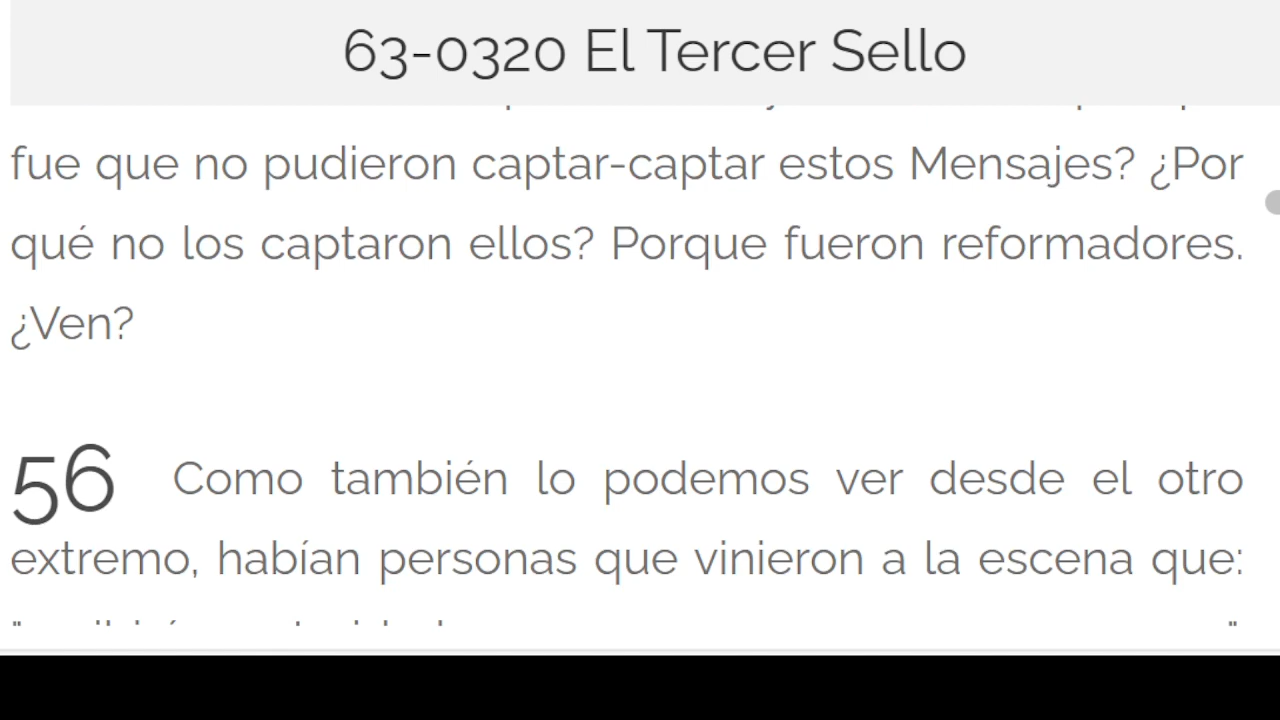 63-0320 El Tercer Sello
fue que no pudieron captar-captar estos Mensajes? ¿Por
qué no los captaron ellos? Porque fueron reformadores.
¿Ven?
56 Como también lo podemos ver desde el otro
extremo, habían personas que vinieron a la escena que: